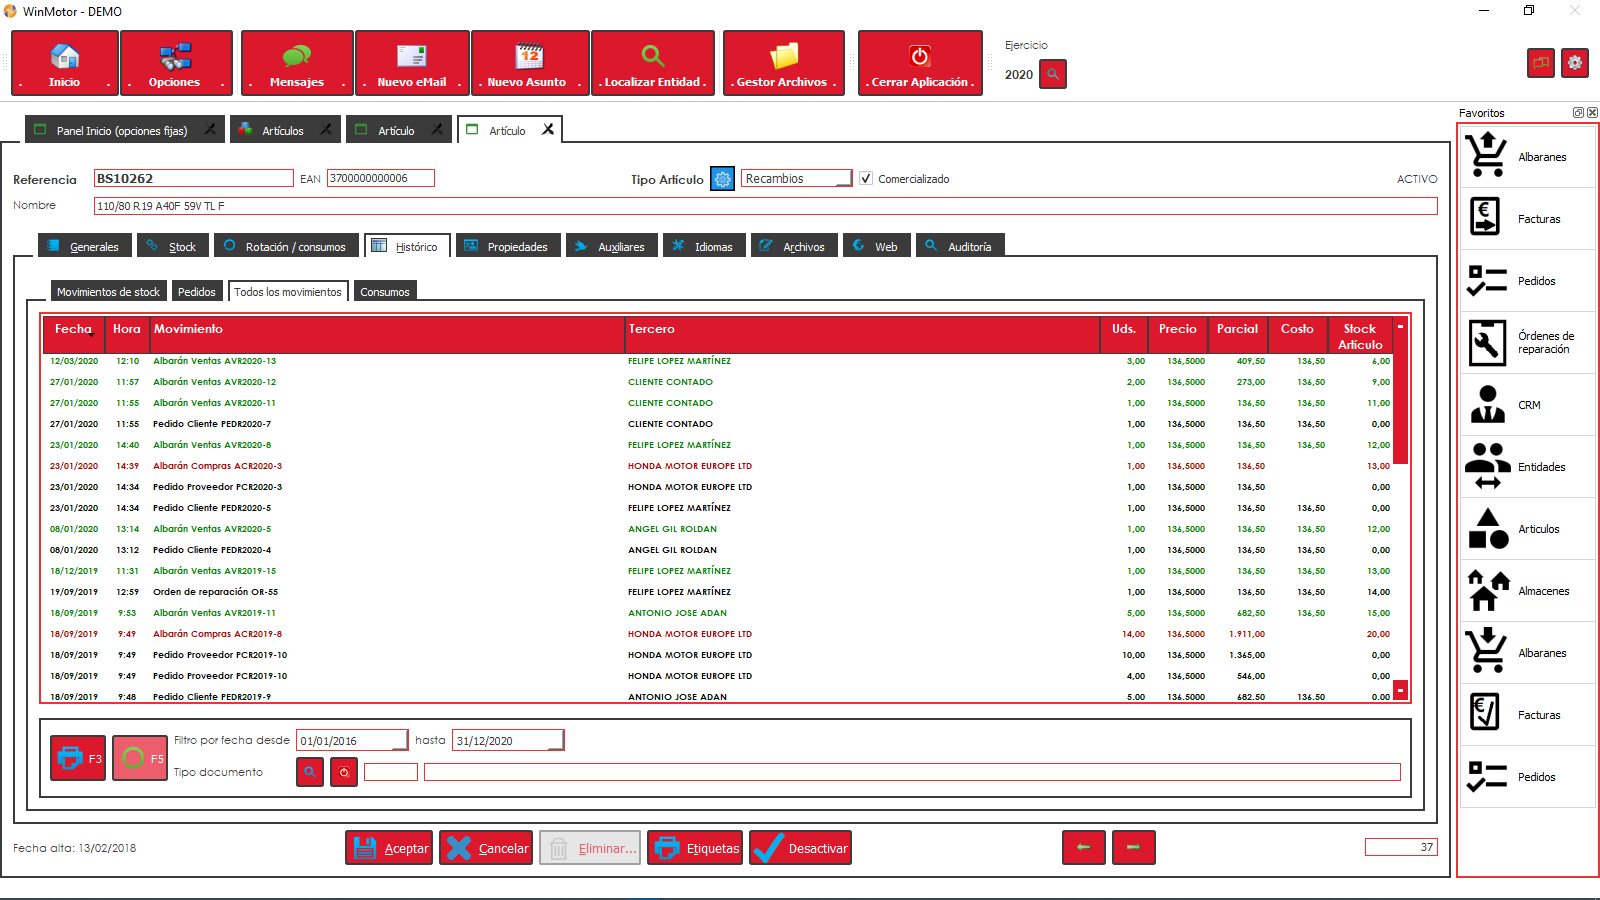 WinMotor - DEMO
. Inicio .
. Opciones .
. Mensajes .
. Nuevo eMail .
. Nuevo Asunto .
. Localizar Entidad .
. Gestor Archivos .
. Cerrar Aplicación .
Ejercicio
2020
Panel Inicio (opciones fijas)
Artículos
Artículo
Artículo
Favoritos
Referencia BS10262 EAN 3700000000006 Tipo Artículo Recambios Comercializado ACTIVO
Nombre 110/80 R19 A40F 59V TL F
Generales Stock Rotación / consumos Histórico Propiedades Auxiliares Idiomas Archivos Web Auditoría
Movimientos de stock Pedidos Todos los movimientos Consumos
Fecha Hora Movimiento Tercero Uds. Precio Parcial Costo Stock Artículo
12/03/2020 12:10 Albarán Ventas AVR2020-13 FELIPE LOPEZ MARTÍNEZ 3,00 136,5000 409,50 136,50 6,00
27/01/2020 11:57 Albarán Ventas AVR2020-12 CLIENTE CONTADO 2,00 136,5000 273,00 136,50 9,00
27/01/2020 11:55 Albarán Ventas AVR2020-11 CLIENTE CONTADO 1,00 136,5000 136,50 136,50 11,00
27/01/2020 11:55 Pedido Cliente PEDR2020-7 CLIENTE CONTADO 1,00 136,5000 136,50 136,50 0,00
23/01/2020 14:40 Albarán Ventas AVR2020-8 FELIPE LOPEZ MARTÍNEZ 1,00 136,5000 136,50 136,50 12,00
23/01/2020 14:39 Albarán Compras ACR2020-3 HONDA MOTOR EUROPE LTD 1,00 136,5000 136,50 13,00
23/01/2020 14:34 Pedido Proveedor PCR2020-3 HONDA MOTOR EUROPE LTD 1,00 136,5000 136,50 0,00
23/01/2020 14:34 Pedido Cliente PEDR2020-5 FELIPE LOPEZ MARTÍNEZ 1,00 136,5000 136,50 136,50 0,00
08/01/2020 13:14 Albarán Ventas AVR2020-5 ANGEL GIL ROLDAN 1,00 136,5000 136,50 136,50 12,00
08/01/2020 13:12 Pedido Cliente PEDR2020-4 ANGEL GIL ROLDAN 1,00 136,5000 136,50 136,50 0,00
18/12/2019 11:31 Albarán Ventas AVR2019-15 FELIPE LOPEZ MARTÍNEZ 1,00 136,5000 136,50 136,50 13,00
19/09/2019 12:59 Orden de reparación OR-55 FELIPE LOPEZ MARTÍNEZ 1,00 136,5000 136,50 136,50 14,00
18/09/2019 9:53 Albarán Ventas AVR2019-11 ANTONIO JOSE ADAN 5,00 136,5000 682,50 136,50 15,00
18/09/2019 9:49 Albarán Compras ACR2019-8 HONDA MOTOR EUROPE LTD 14,00 136,5000 1.911,00 20,00
18/09/2019 9:49 Pedido Proveedor PCR2019-10 HONDA MOTOR EUROPE LTD 10,00 136,5000 1.365,00 0,00
18/09/2019 9:49 Pedido Proveedor PCR2019-10 HONDA MOTOR EUROPE LTD 4,00 136,5000 546,00 0,00
18/09/2019 9:48 Pedido Cliente PEDR2019-9 ANTONIO JOSE ADAN 5,00 136,5000 682,50 136,50 0,00
F3
F5
Filtro por fecha desde 01/01/2016 hasta 31/12/2020
Tipo documento
Fecha alta: 13/02/2018
Aceptar
Cancelar
Eliminar...
Etiquetas
Desactivar
37
Albaranes
Facturas
Pedidos
Órdenes de
reparación
CRM
Entidades
Articulos
Almacenes
Albaranes
Facturas
Pedidos